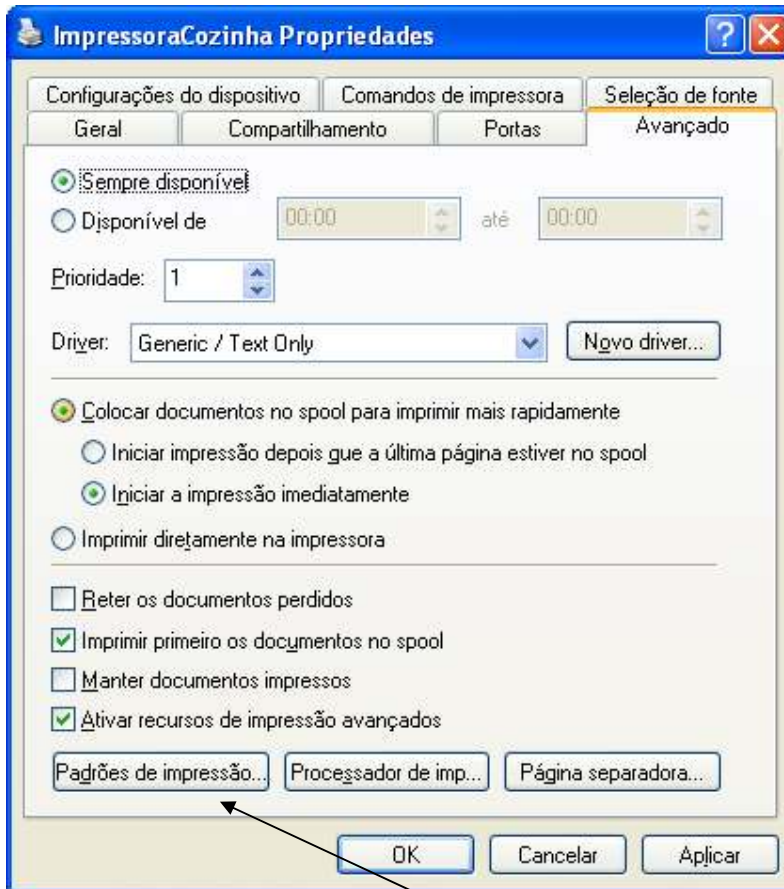 ImpressoraCozinha Propriedades
Configurações do dispositivo Comandos de impressora Seleção de fonte
Geral Compartilhamento Portas Avançado
Sempre disponível
Disponível de 00:00 até 00:00
Prioridade: 1
Driver: Generic / Text Only Novo driver...
Colocar documentos no spool para imprimir mais rapidamente
Iniciar impressão depois gue a última página estiver no spool
Iniciar a impressão imediatamente
Imprimir diretamente na impressora
Reter os documentos perdidos
Imprimir primeiro os documentos no spool
Manter documentos impressos
Ativar recursos de impressão avançados
Padrões de impressão... Processador de imp... Página separadora...
OK Cancelar Aplicar